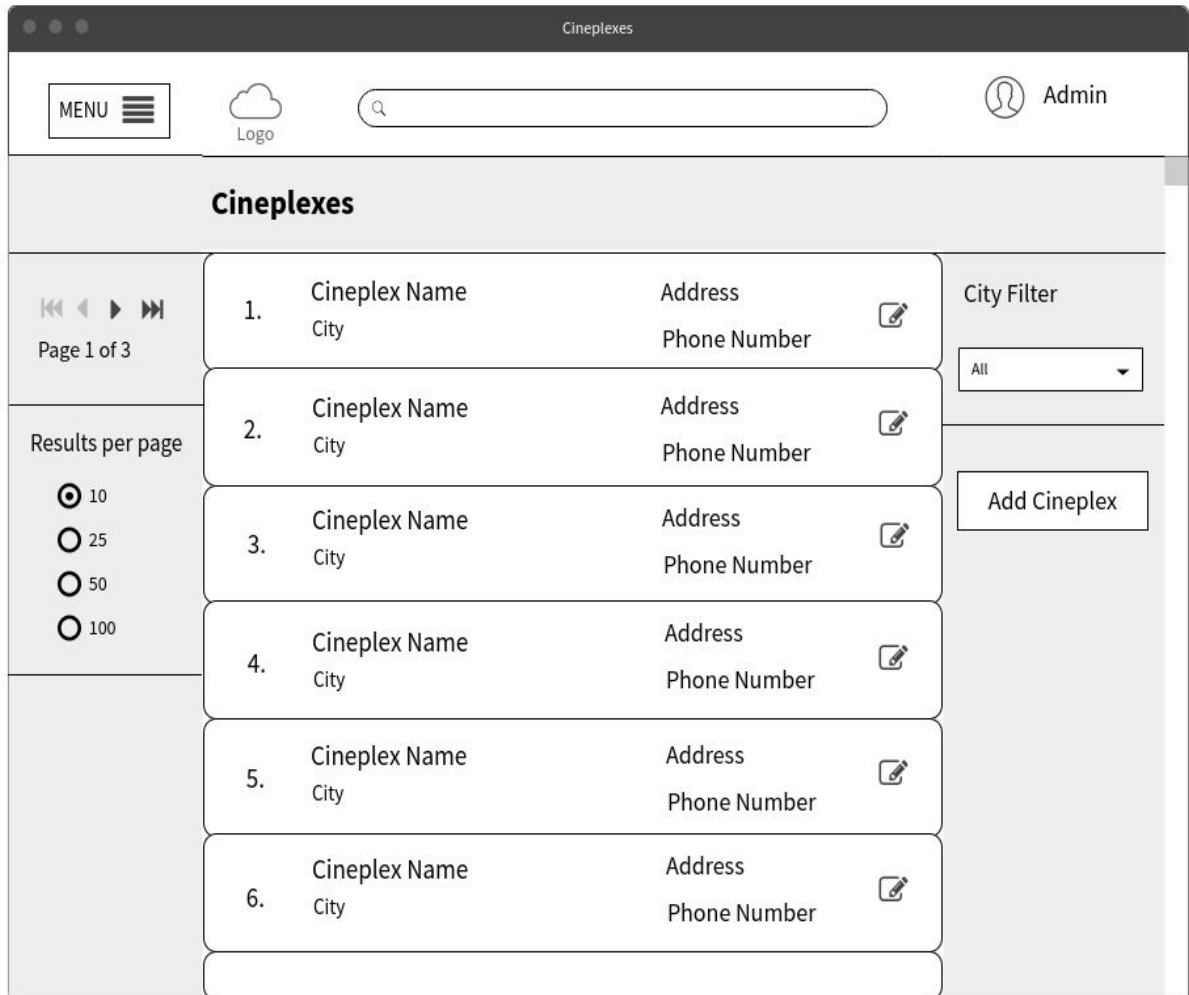 Cineplexes
MENU
Logo
Admin
Cineplexes
Page 1 of 3
Results per page
10
25
50
100
1.
Cineplex Name
City
Address
Phone Number
2.
Cineplex Name
City
Address
Phone Number
3.
Cineplex Name
City
Address
Phone Number
4.
Cineplex Name
City
Address
Phone Number
5.
Cineplex Name
City
Address
Phone Number
6.
Cineplex Name
City
Address
Phone Number
City Filter
All
Add Cineplex